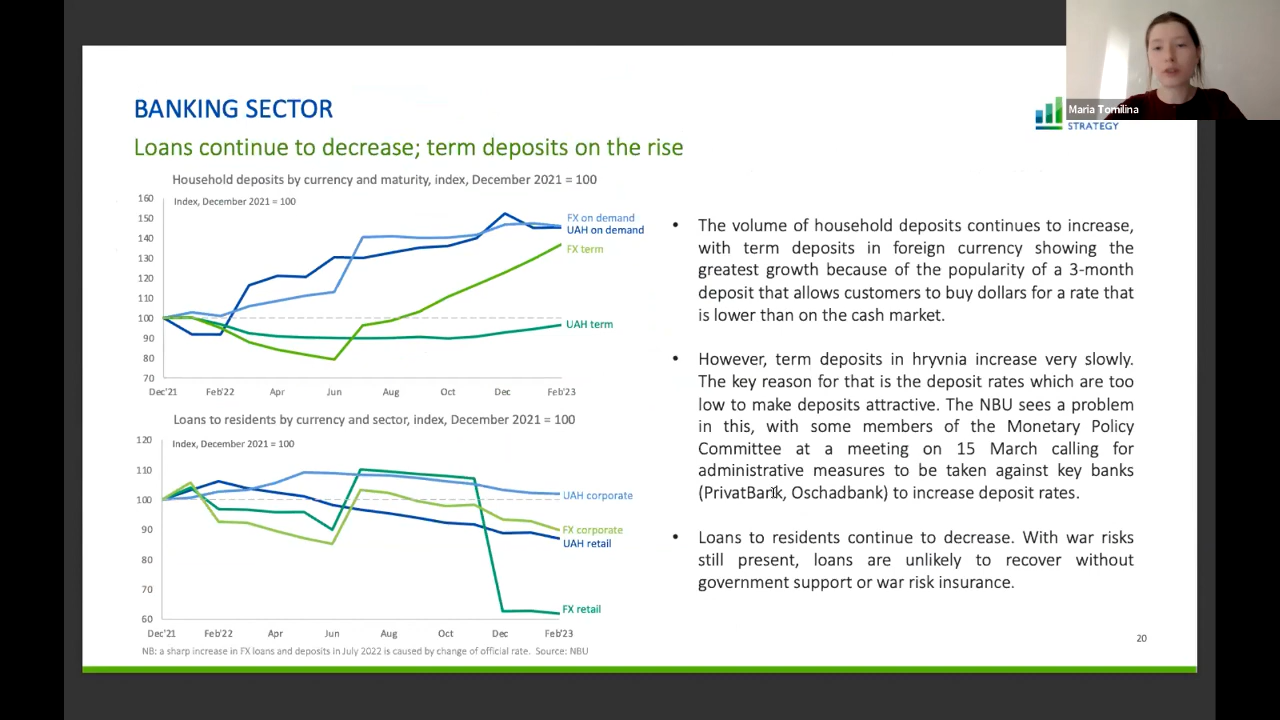 Maria Tomilina
STRATEGY
BANKING SECTOR
Loans continue to decrease; term deposits on the rise
Household deposits by currency and maturity, index, December 2021 = 100
Index, December 2021 = 100
160
150
140
130
120
110
100
90
80
70
Dec'21 Feb'22 Apr Jun Aug Oct Dec Feb'23
FX on demand
UAH on demand
FX term
UAH term
Loans to residents by currency and sector, index, December 2021 = 100
Index, December 2021 = 100
120
110
100
90
80
70
60
Dec'21 Feb'22 Apr Jun Aug Oct Dec Feb'23
UAH corporate
FX corporate
UAH retail
FX retail
NB: a sharp increase in FX loans and deposits in July 2022 is caused by change of official rate. Source: NBU
• The volume of household deposits continues to increase,
with term deposits in foreign currency showing the
greatest growth because of the popularity of a 3-month
deposit that allows customers to buy dollars for a rate that
is lower than on the cash market.
• However, term deposits in hryvnia increase very slowly.
The key reason for that is the deposit rates which are too
low to make deposits attractive. The NBU sees a problem
in this, with some members of the Monetary Policy
Committee at a meeting on 15 March calling for
administrative measures to be taken against key banks
(PrivatBank, Oschadbank) to increase deposit rates.
• Loans to residents continue to decrease. With war risks
still present, loans are unlikely to recover without
government support or war risk insurance.
20